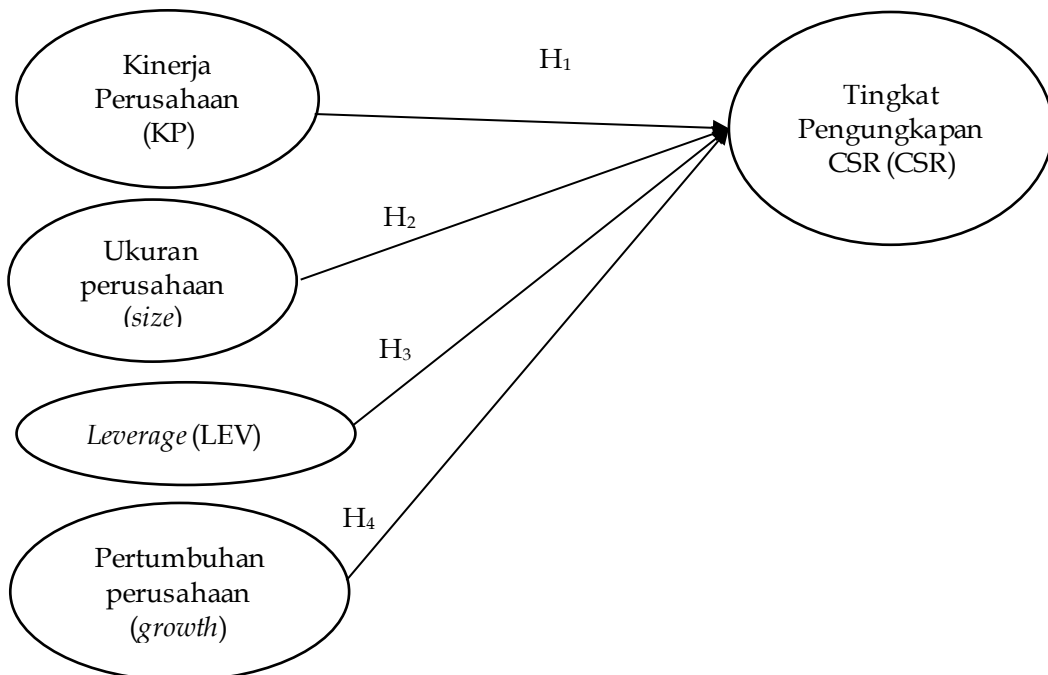 Kinerja
Perusahaan
(KP)
H₁
Tingkat
Pengungkapan
CSR (CSR)
Ukuran
perusahaan
(size)
H₂
Leverage (LEV)
H₃
Pertumbuhan
perusahaan
(growth)
H₄